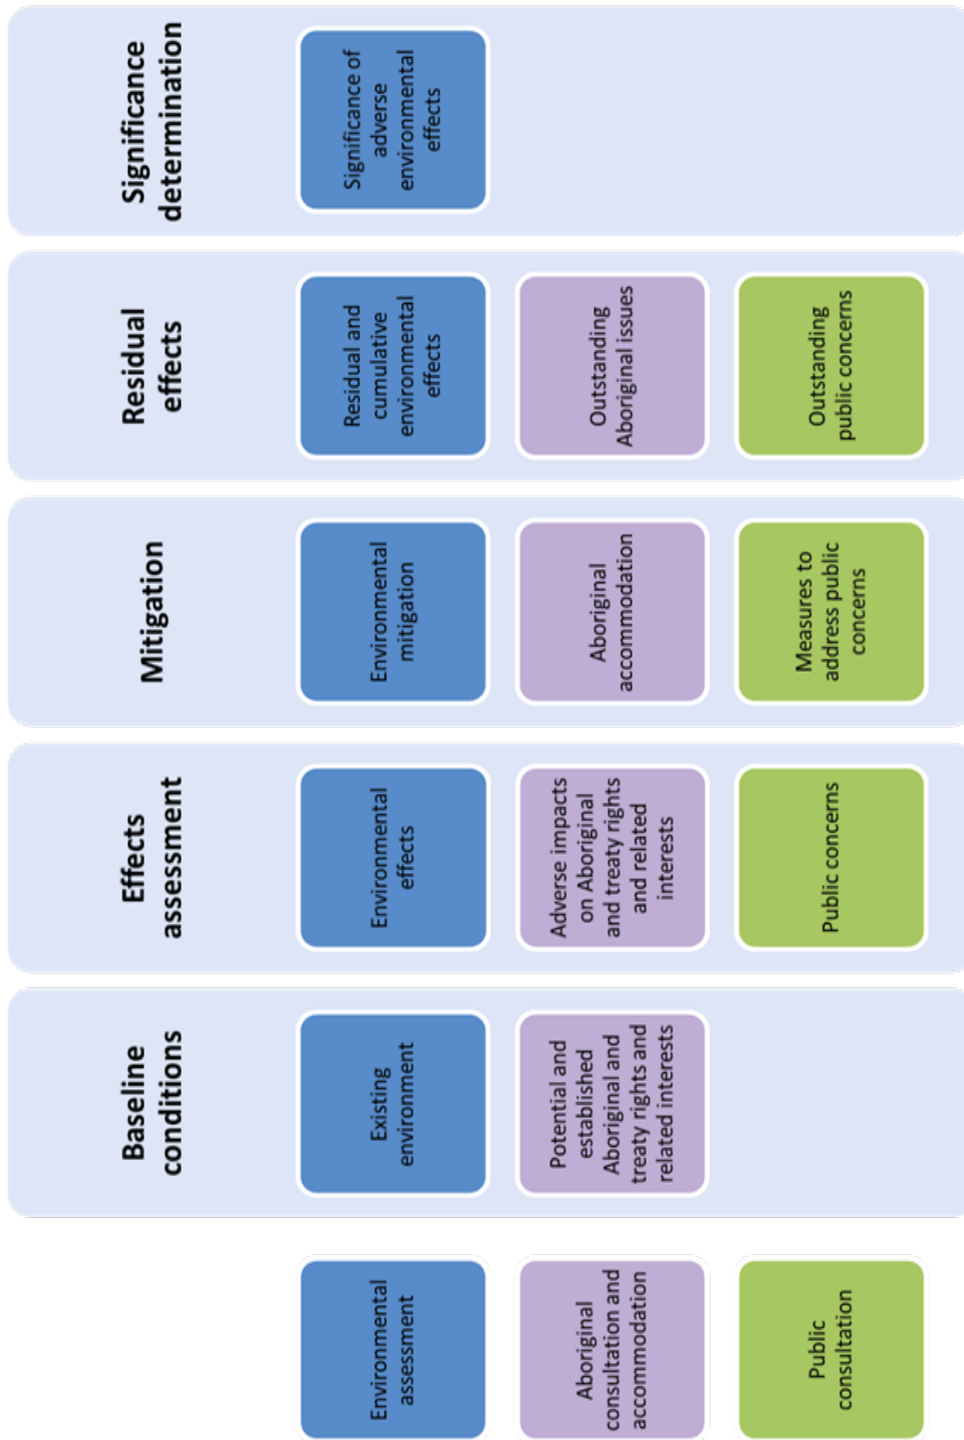 Baseline
conditions
Effects
assessment
Mitigation
Residual
effects
Significance
determination
Environmental
assessment
Existing
environment
Environmental
effects
Environmental
mitigation
Residual and
cumulative
environmental
effects
Significance of
adverse
environmental
effects
Aboriginal
consultation and
accommodation
Potential and
established
Aboriginal and
treaty rights and
related interests
Adverse impacts
on Aboriginal
and treaty rights
and related
interests
Aboriginal
accommodation
Outstanding
Aboriginal issues
Public
consultation
Public concerns
Measures to
address public
concerns
Outstanding
public concerns